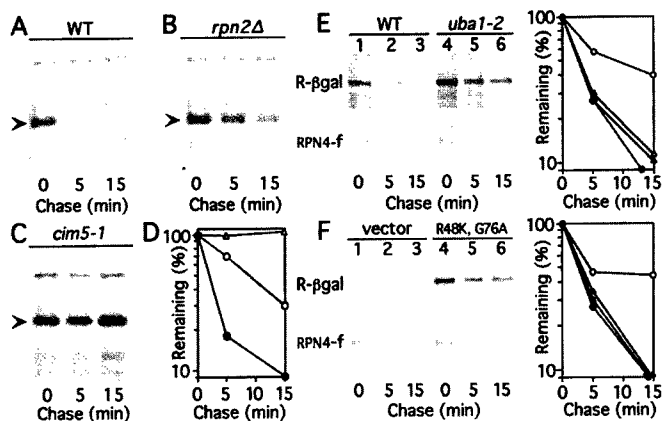 A WT
0 5 15
Chase (min)
B rpn2Δ
0 5 15
Chase (min)
C cim5-1
0 5 15
Chase (min)
D
100
10
Remaining (%)
0 5 15
Chase (min)
E WT uba1-2
1 2 3 4 5 6
R-βgal
RPN4-f
0 5 15 0 5 15
Chase (min) Chase (min)
100
10
Remaining (%)
0 5 10 15
Chase (min)
F vector R48K, G76A
1 2 3 4 5 6
R-βgal
RPN4-f
0 5 15 0 5 15
Chase (min) Chase (min)
100
10
Remaining (%)
0 5 10 15
Chase (min)